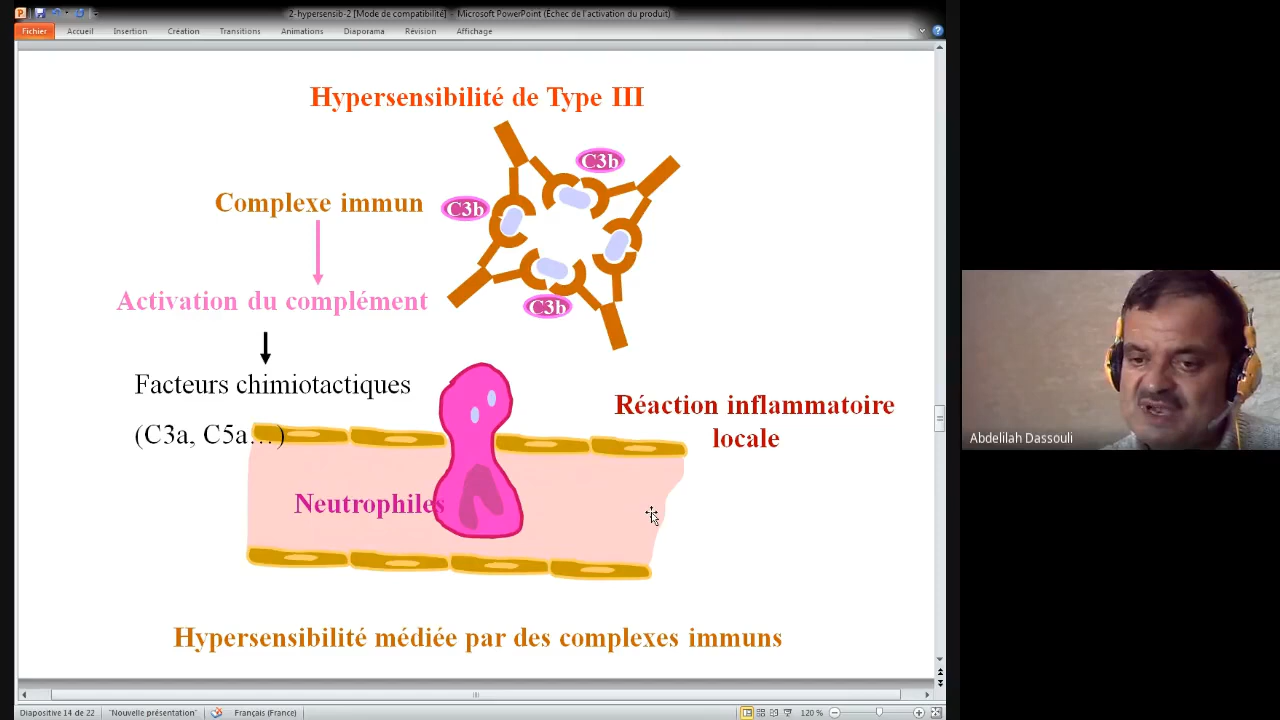 2-hypersensib-2 [Mode de compatibilité] – Microsoft PowerPoint (Échec de l'activation du produit)
Fichier Accueil Insertion Création Transitions Animations Diaporama Révision Affichage
Hypersensibilité de Type III
C3b
Complexe immun
C3b
Activation du complément
C3b
Facteurs chimiotactiques
(C3a, C5a…)
Réaction inflammatoire
locale
Neutrophiles
Hypersensibilité médiée par des complexes immuns
Abdelilah Dassouli
Diapositive 14 de 22 "Nouvelle présentation" Français (France) 120 %